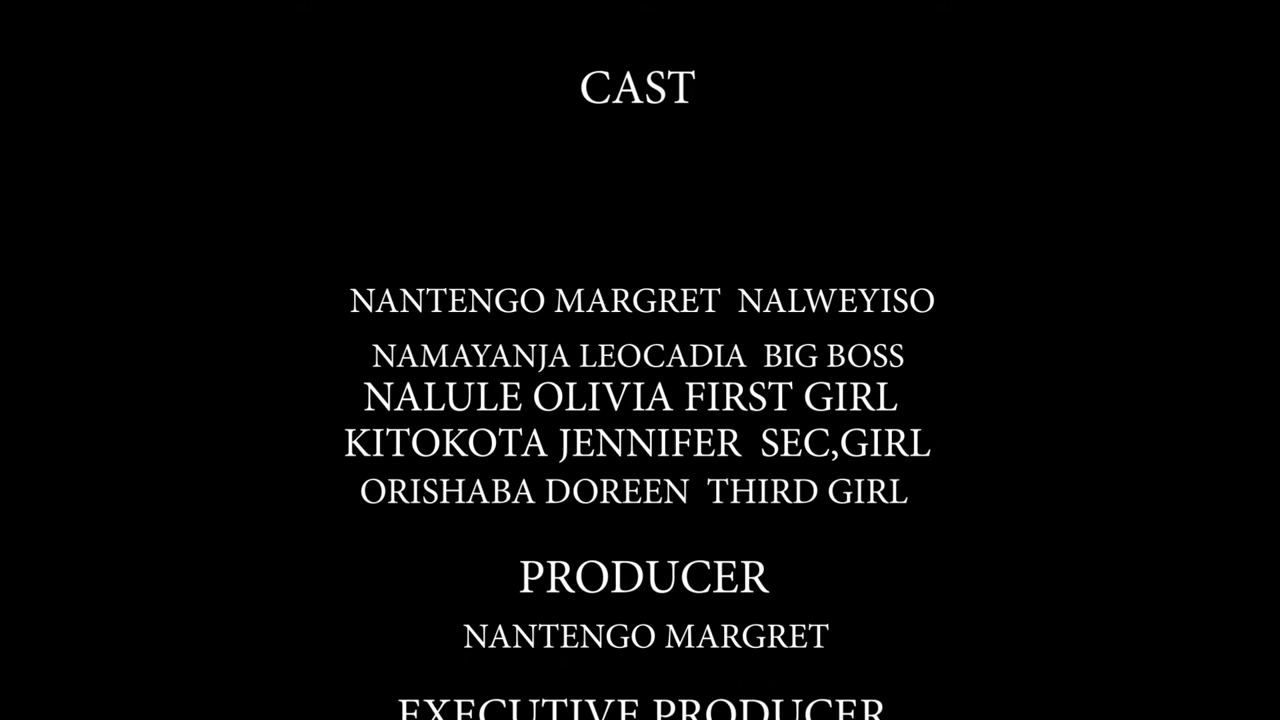 CAST
NANTENGO MARGRET NALWEYISO
NAMAYANJA LEOCADIA BIG BOSS
NALULE OLIVIA FIRST GIRL
KITOKOTA JENNIFER SEC,GIRL
ORISHABA DOREEN THIRD GIRL
PRODUCER
NANTENGO MARGRET
EXECUTIVE PRODUCER